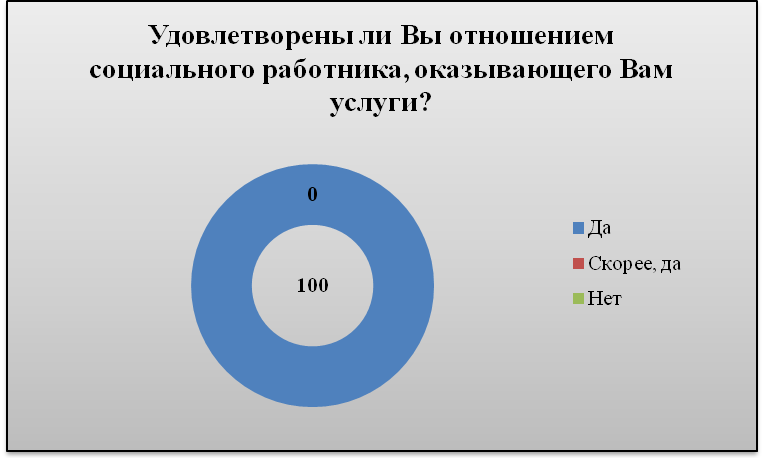 Удовлетворены ли Вы отношением
социального работника, оказывающего Вам
услуги?
0
100
Да
Скорее, да
Нет